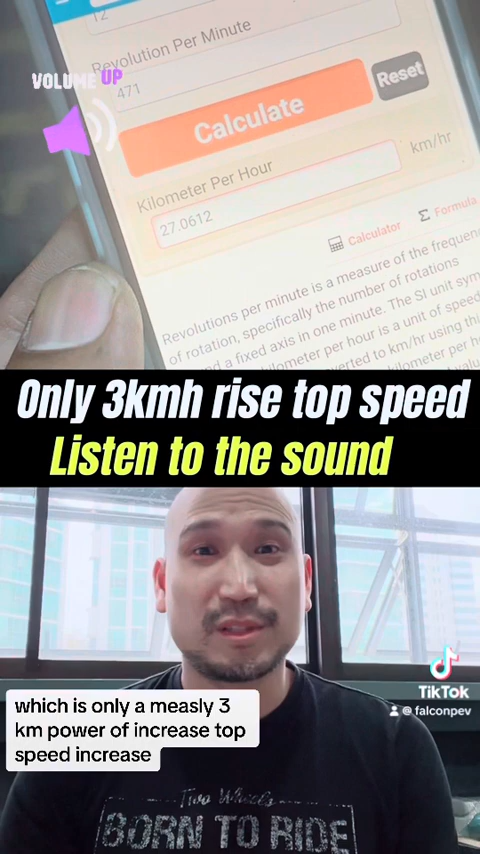 12
Revolution Per Minute
VOLUME UP
471
Calculate
Reset
Kilometer Per Hour
km/hr
27.0612
Calculator
Formula
Revolutions per minute is a measure of the frequen
of rotation, specifically the number of rotations
a fixed axis in one minute. The SI unit sym
kilometer per hour is a unit of speed
verted to km/hr using th
kilometer per h
Only 3kmh rise top speed
Listen to the sound
TikTok
@falconpev
which is only a measly 3
km power of increase top
speed increase
Two Wheels
BORN TO RIDE